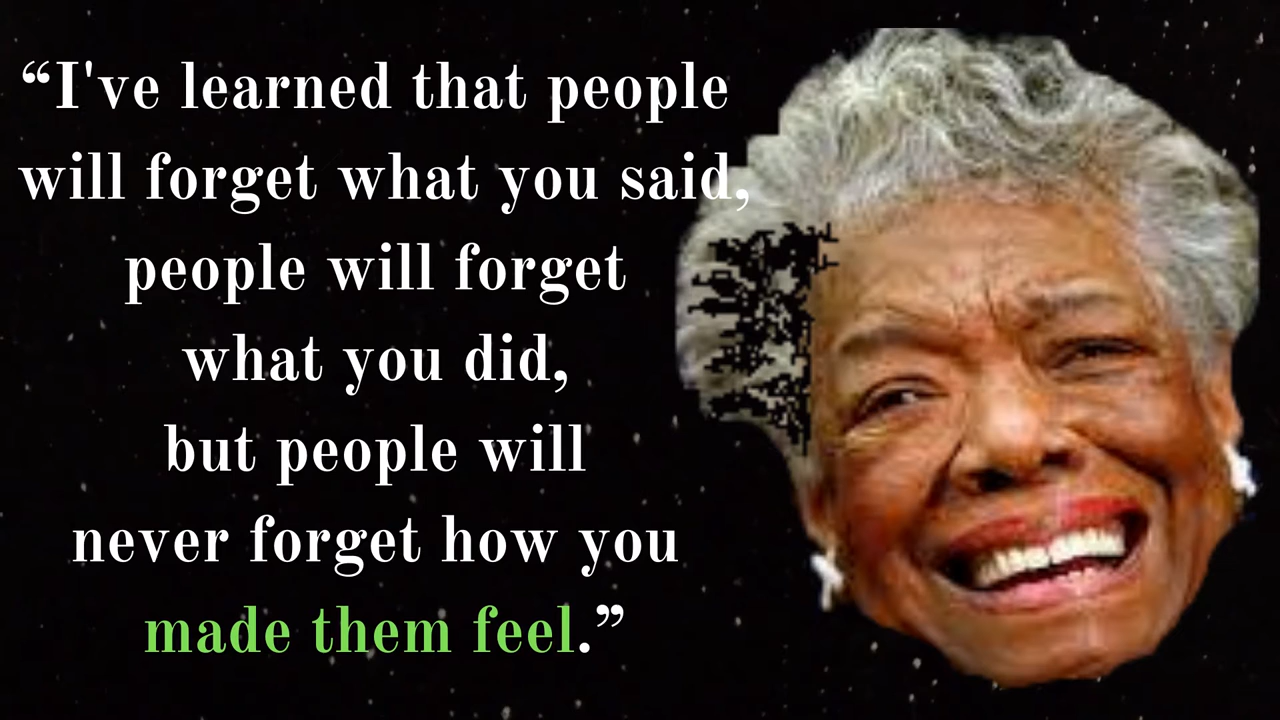 “I've learned that people
will forget what you said,
people will forget
what you did,
but people will
never forget how you
made them feel.”